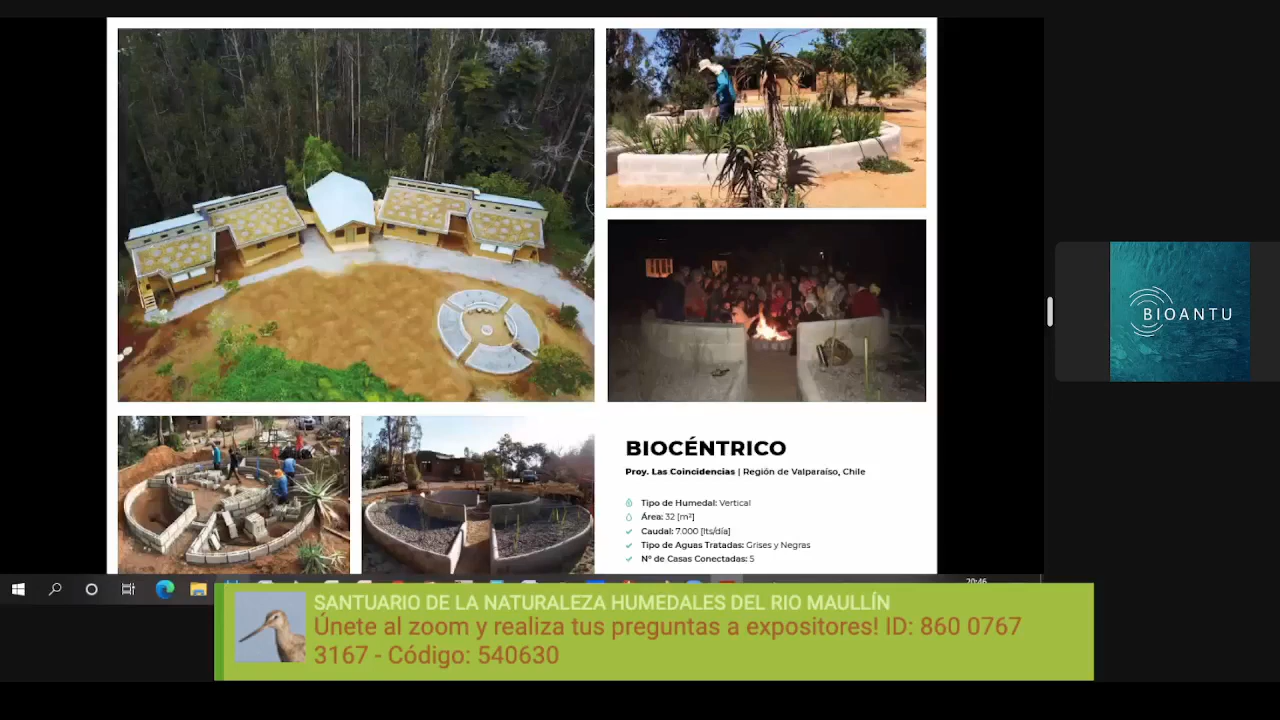 BIOANTU
BIOCÉNTRICO
Proy. Las Coincidencias | Región de Valparaíso, Chile
Tipo de Humedal: Vertical
Área: 32 [m²]
Caudal: 7.000 [lts/día]
Tipo de Aguas Tratadas: Grises y Negras
N° de Casas Conectadas: 5
20:46
SANTUARIO DE LA NATURALEZA HUMEDALES DEL RIO MAULLÍN
Únete al zoom y realiza tus preguntas a expositores! ID: 860 0767
3167 - Código: 540630